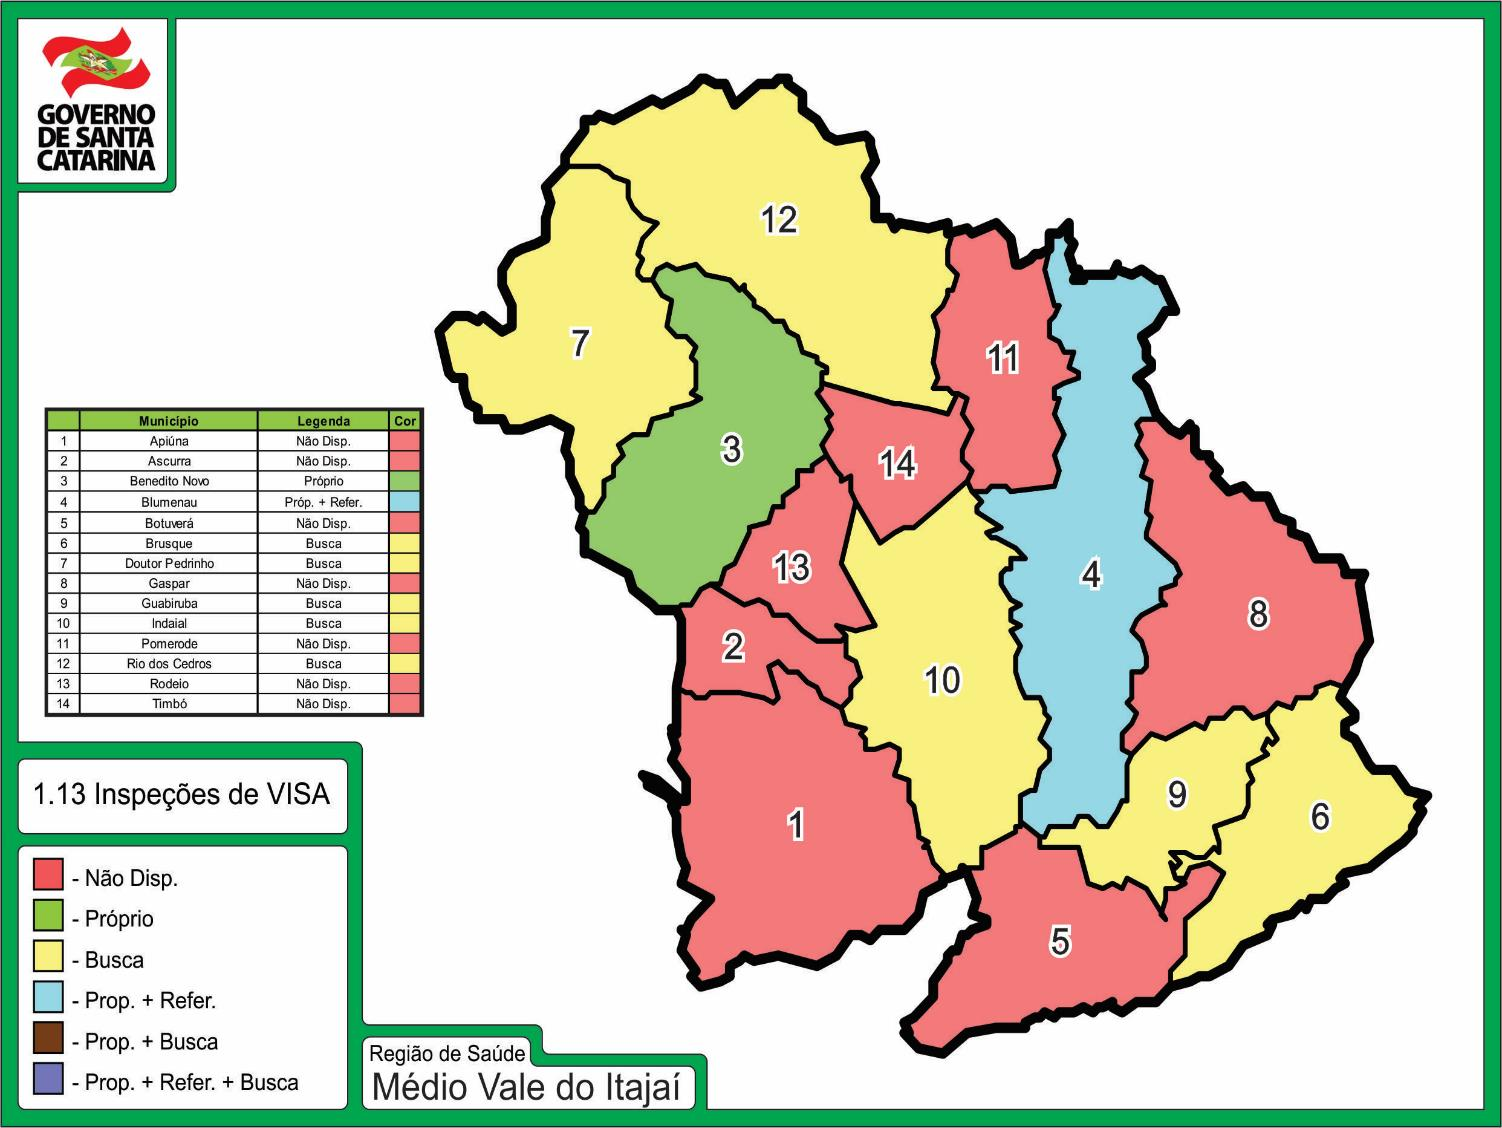 GOVERNO
DE SANTA
CATARINA
12
7
11
3
14
13
4
8
2
10
9
6
1
5
Município Legenda Cor
1 Apiúna Não Disp.
2 Ascurra Não Disp.
3 Benedito Novo Próprio
4 Blumenau Próp. + Refer.
5 Botuverá Não Disp.
6 Brusque Busca
7 Doutor Pedrinho Busca
8 Gaspar Não Disp.
9 Guabiruba Busca
10 Indaial Busca
11 Pomerode Não Disp.
12 Rio dos Cedros Busca
13 Rodeio Não Disp.
14 Timbó Não Disp.
1.13 Inspeções de VISA
- Não Disp.
- Próprio
- Busca
- Prop. + Refer.
- Prop. + Busca
- Prop. + Refer. + Busca
Região de Saúde
Médio Vale do Itajaí